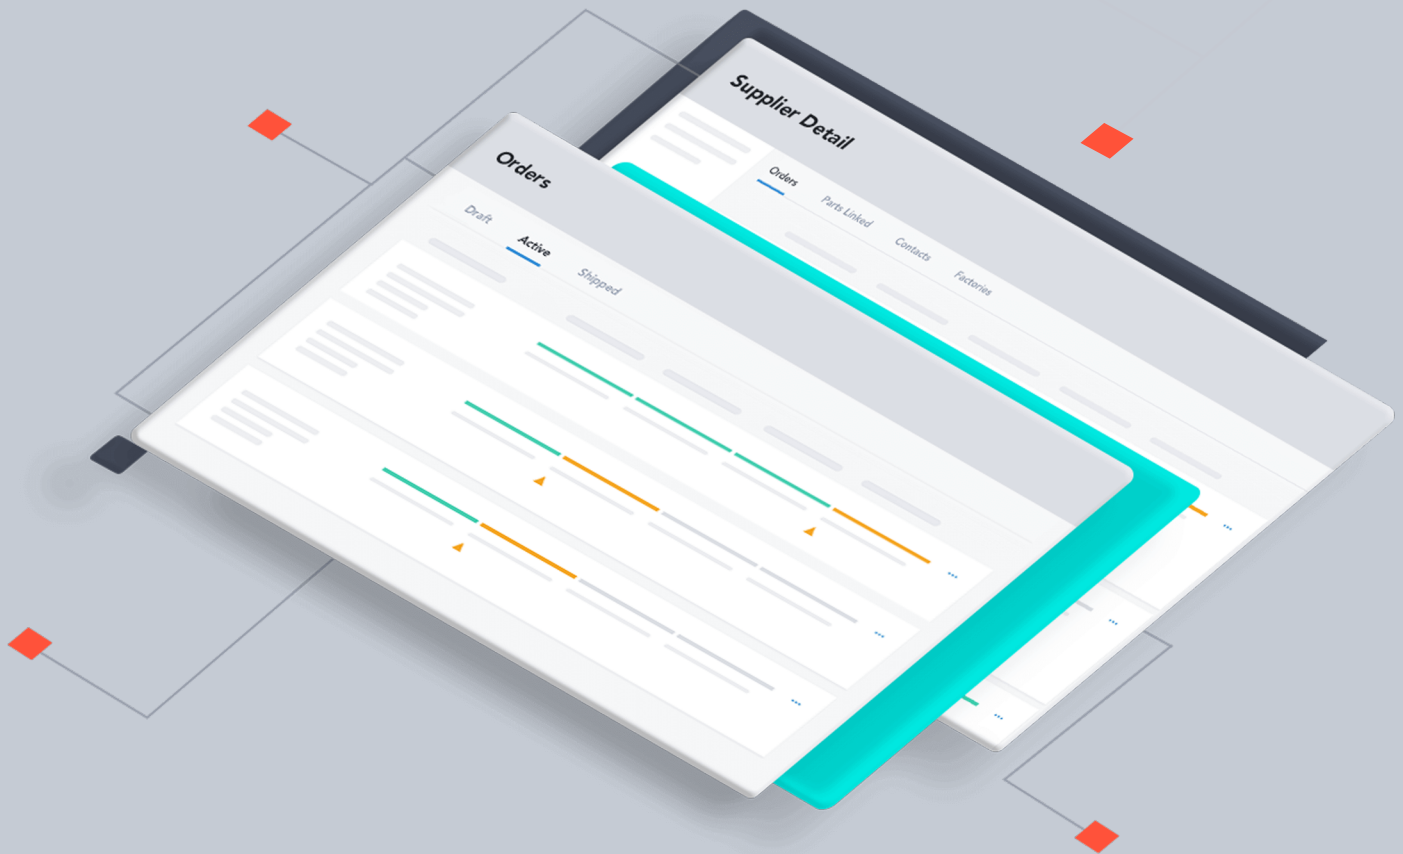 Supplier Detail
Orders
Parts Linked
Contacts
Factories
Orders
Draft
Active
Shipped